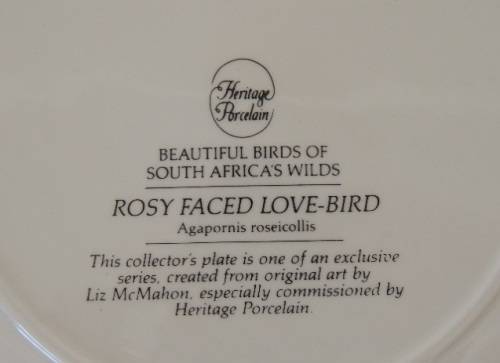 Heritage
Porcelain
BEAUTIFUL BIRDS OF
SOUTH AFRICA'S WILDS
ROSY FACED LOVE-BIRD
Agapornis roseicollis
This collector's plate is one of an exclusive
series, created from original art by
Liz McMahon, especially commissioned by
Heritage Porcelain.